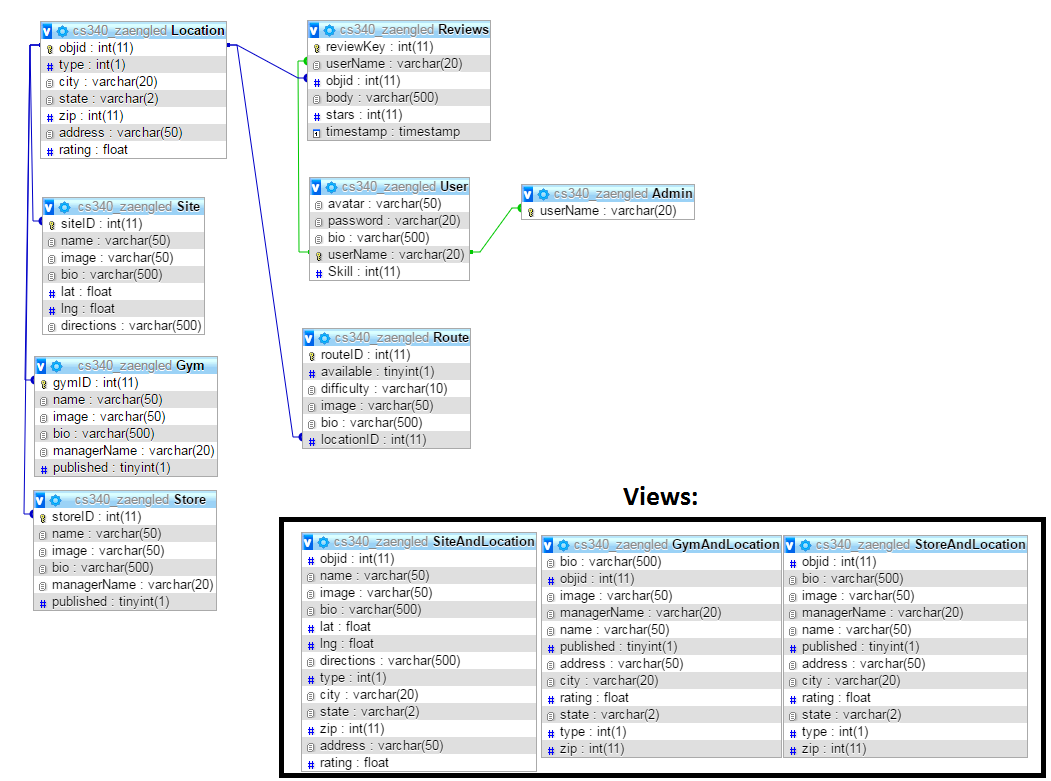 cs340_zaengled Location
objid : int(11)
type : int(1)
city : varchar(20)
state : varchar(2)
zip : int(11)
address : varchar(50)
rating : float
cs340_zaengled Reviews
reviewKey : int(11)
userName : varchar(20)
objid : int(11)
body : varchar(500)
stars : int(11)
timestamp : timestamp
cs340_zaengled Site
siteID : int(11)
name : varchar(50)
image : varchar(50)
bio : varchar(500)
lat : float
lng : float
directions : varchar(500)
cs340_zaengled User
avatar : varchar(50)
password : varchar(20)
bio : varchar(500)
userName : varchar(20)
Skill : int(11)
cs340_zaengled Admin
userName : varchar(20)
cs340_zaengled Gym
gymID : int(11)
name : varchar(50)
image : varchar(50)
bio : varchar(500)
managerName : varchar(20)
published : tinyint(1)
cs340_zaengled Route
routeID : int(11)
available : tinyint(1)
difficulty : varchar(10)
image : varchar(50)
bio : varchar(500)
locationID : int(11)
cs340_zaengled Store
storeID : int(11)
name : varchar(50)
image : varchar(50)
bio : varchar(500)
managerName : varchar(20)
published : tinyint(1)
Views:
cs340_zaengled SiteAndLocation
objid : int(11)
name : varchar(50)
image : varchar(50)
bio : varchar(500)
lat : float
lng : float
directions : varchar(500)
type : int(1)
city : varchar(20)
state : varchar(2)
zip : int(11)
address : varchar(50)
rating : float
cs340_zaengled GymAndLocation
bio : varchar(500)
objid : int(11)
image : varchar(50)
managerName : varchar(20)
name : varchar(50)
published : tinyint(1)
address : varchar(50)
city : varchar(20)
rating : float
state : varchar(2)
type : int(1)
zip : int(11)
cs340_zaengled StoreAndLocation
objid : int(11)
bio : varchar(500)
image : varchar(50)
managerName : varchar(20)
name : varchar(50)
published : tinyint(1)
address : varchar(50)
city : varchar(20)
rating : float
state : varchar(2)
type : int(1)
zip : int(11)